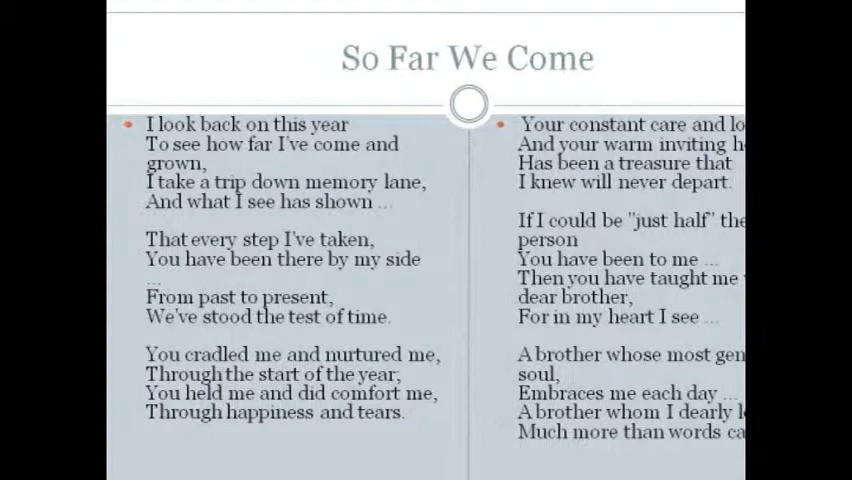 So Far We Come
I look back on this year
To see how far I've come and
grown,
I take a trip down memory lane,
And what I see has shown ...
That every step I've taken,
You have been there by my side
...
From past to present,
We've stood the test of time.
You cradled me and nurtured me,
Through the start of the year,
You held me and did comfort me,
Through happiness and tears.
Your constant care and
And your warm inviting
Has been a treasure that
I knew will never depart.
If I could be "just half" the
person
You have been to me ...
Then you have taught me
dear brother,
For in my heart I see ...
A brother whose most
soul,
Embraces me each day ...
A brother whom I dearly
Much more than words